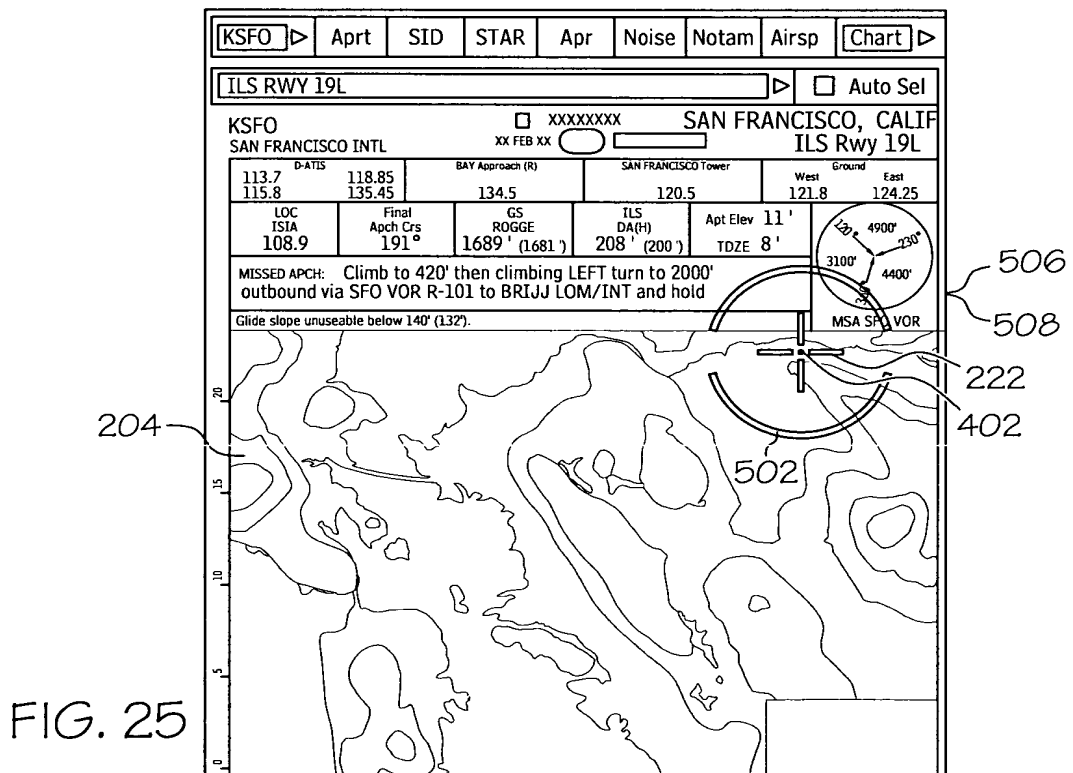 KSFO Aprt SID STAR Apr Noise Notam Airsp Chart
ILS RWY 19L Auto Sel
KSFO XXXXXXXX SAN FRANCISCO, CALIF
SAN FRANCISCO INTL XX FEB XX ILS Rwy 19L
D-ATIS BAY Approach (R) SAN FRANCISCO Tower Ground
113.7 118.85 West East
115.8 135.45 134.5 120.5 121.8 124.25
LOC Final GS ILS Apt Elev 11'
ISIA Apch Crs ROGGE DA(H)
108.9 191° 1689' (1681') 208' (200') TDZE 8'
120° 4900' 230°
3100' 4400'
MISSED APCH: Climb to 420' then climbing LEFT turn to 2000'
outbound via SFO VOR R-101 to BRIJJ LOM/INT and hold
Glide slope unuseable below 140' (132'). MSA SFO VOR
506
508
222
402
502
204
20
15
10
5
0
FIG. 25